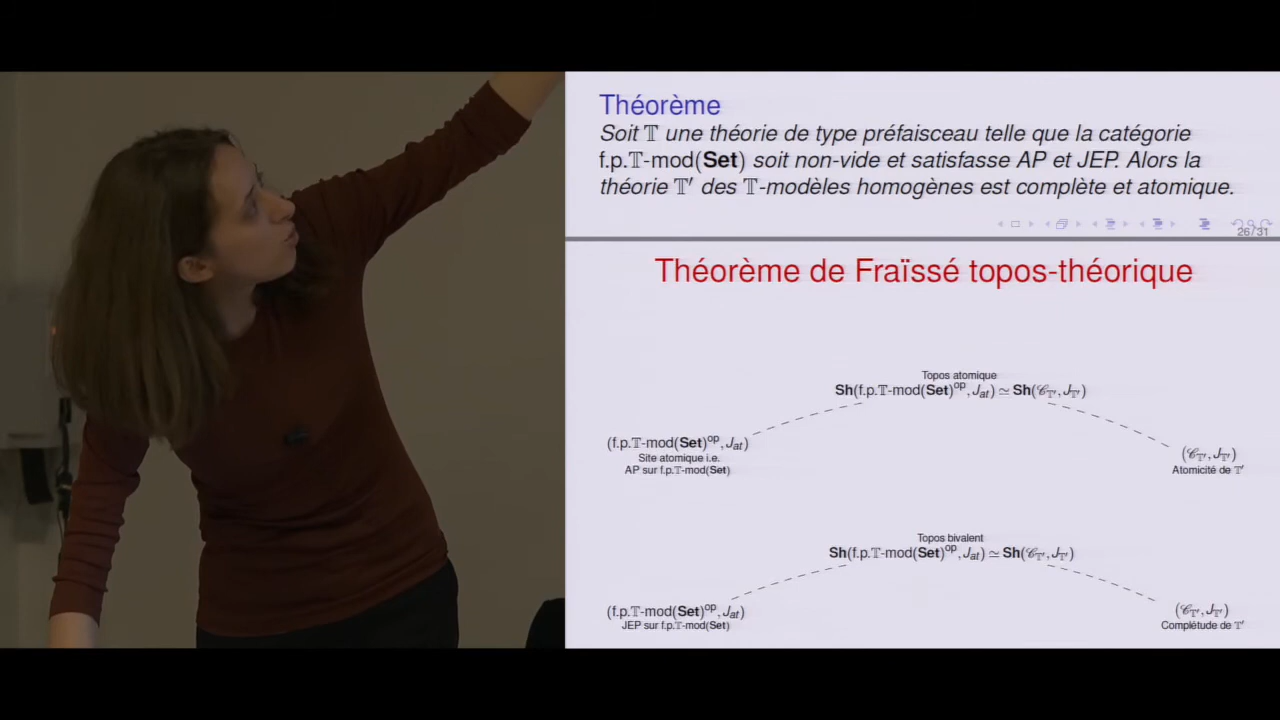 Théorème
Soit 𝕋 une théorie de type préfaisceau telle que la catégorie
f.p.𝕋-mod(Set) soit non-vide et satisfasse AP et JEP. Alors la
théorie 𝕋′ des 𝕋-modèles homogènes est complète et atomique.
26/31
Théorème de Fraïssé topos-théorique
Topos atomique
Sh(f.p.𝕋-mod(Set)^op, J_at) ≃ Sh(𝒞_𝕋′, J_𝕋′)
(f.p.𝕋-mod(Set)^op, J_at)
Site atomique i.e.
AP sur f.p.𝕋-mod(Set)
(𝒞_𝕋′, J_𝕋′)
Atomicité de 𝕋′
Topos bivalent
Sh(f.p.𝕋-mod(Set)^op, J_at) ≃ Sh(𝒞_𝕋′, J_𝕋′)
(f.p.𝕋-mod(Set)^op, J_at)
JEP sur f.p.𝕋-mod(Set)
(𝒞_𝕋′, J_𝕋′)
Complétude de 𝕋′